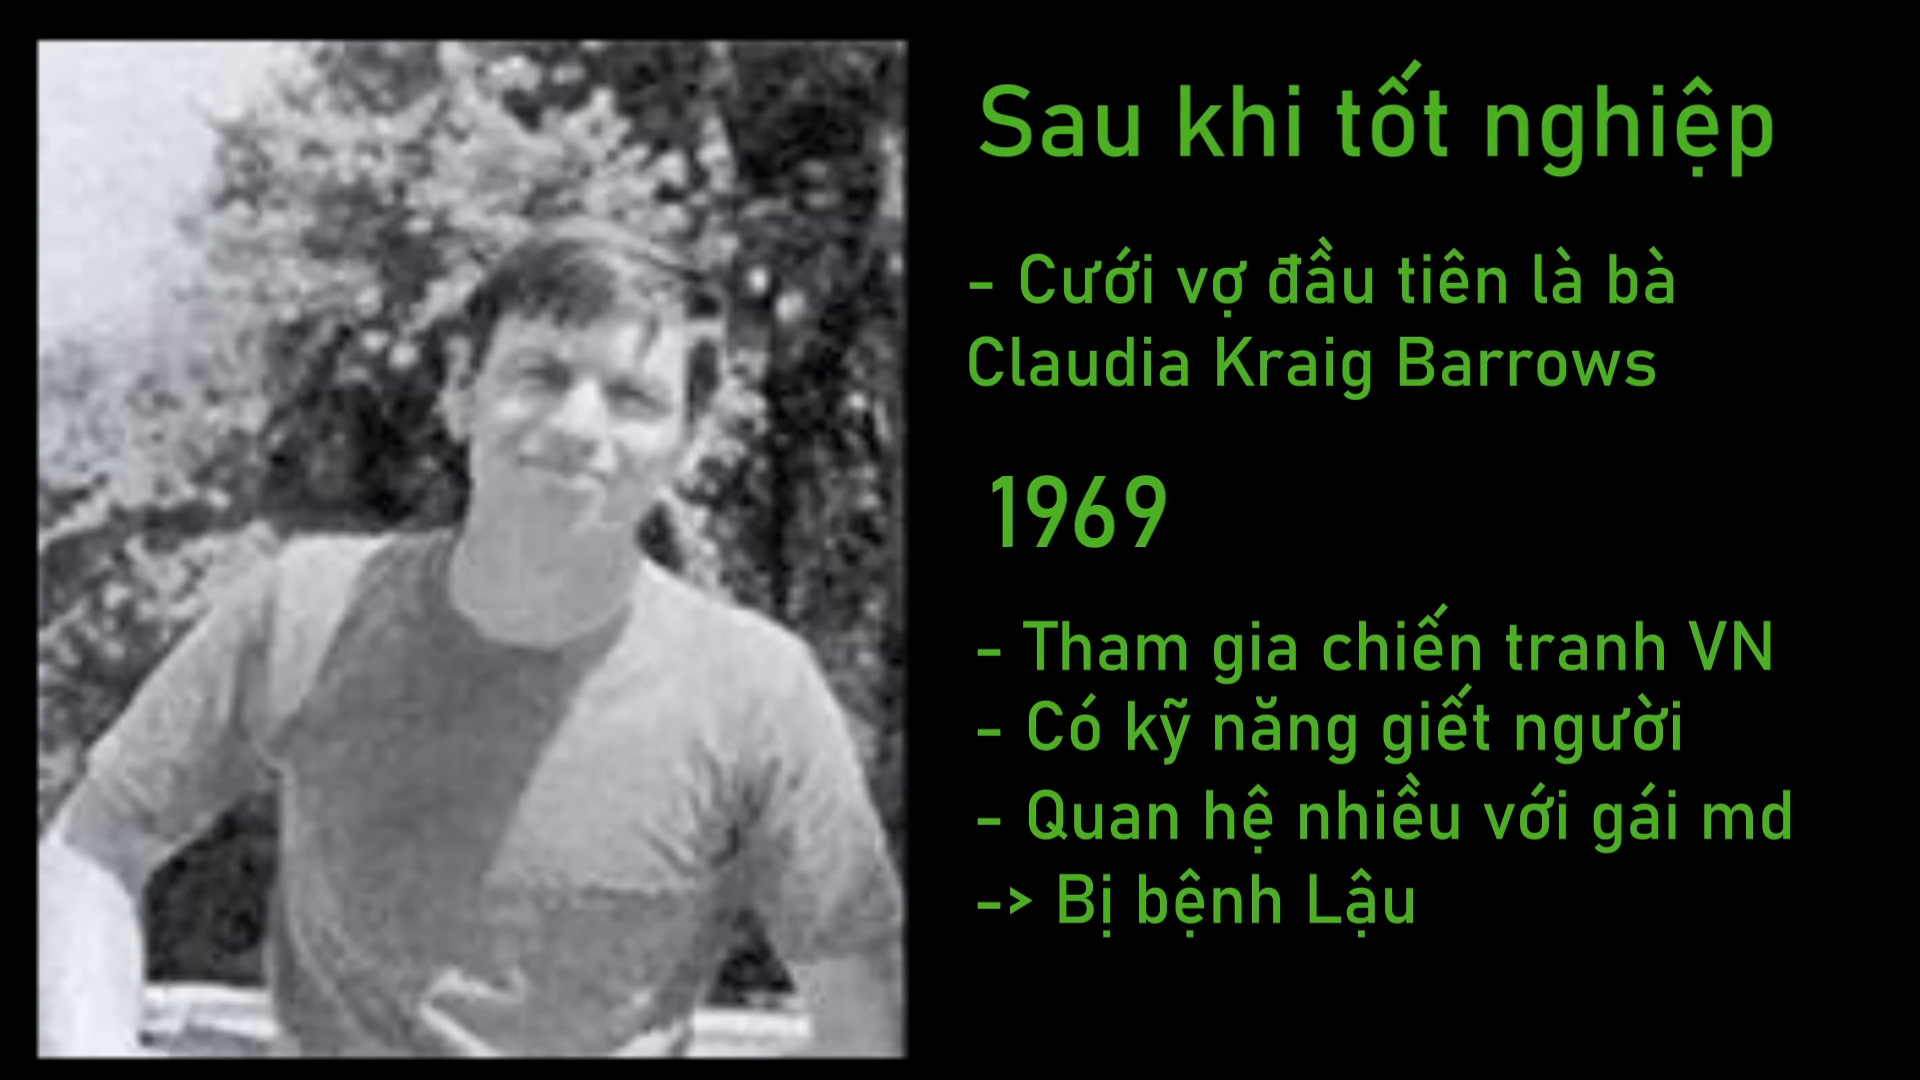 Sau khi tốt nghiệp
- Cưới vợ đầu tiên là bà
Claudia Kraig Barrows
1969
- Tham gia chiến tranh VN
- Có kỹ năng giết người
- Quan hệ nhiều với gái md
-> Bị bệnh Lậu